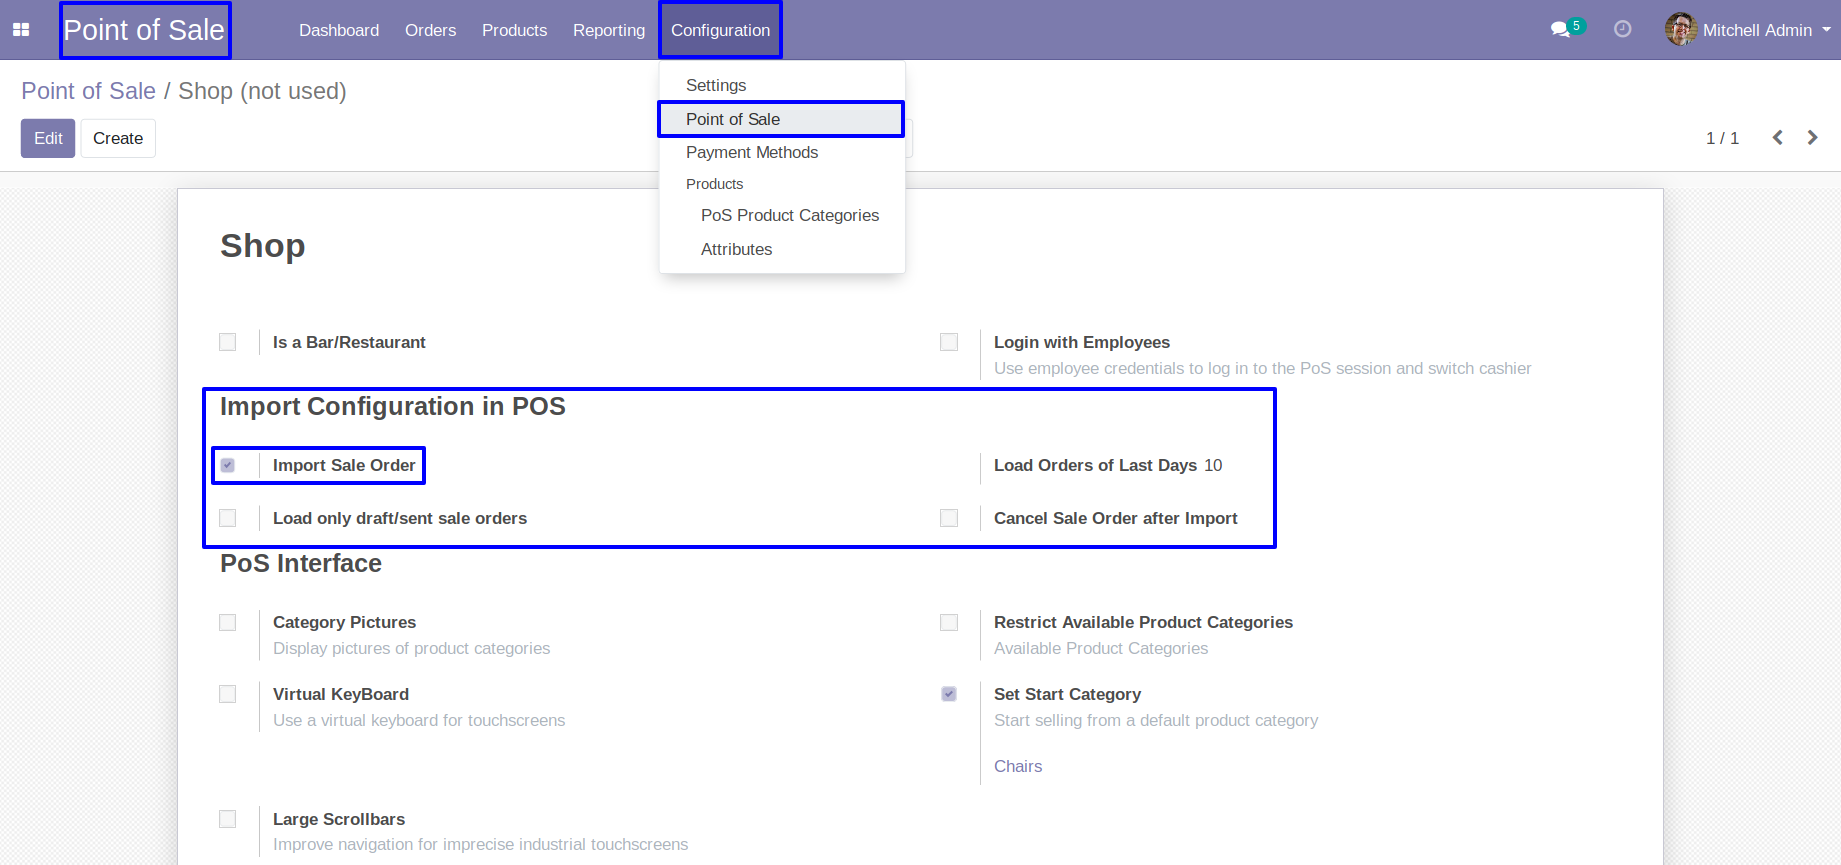 Point of Sale Dashboard Orders Products Reporting Configuration 5 Mitchell Admin
Point of Sale / Shop (not used)
Settings
Edit Create
Point of Sale
1 / 1
Payment Methods
Products
PoS Product Categories
Attributes
Shop
Is a Bar/Restaurant
Login with Employees
Use employee credentials to log in to the PoS session and switch cashier
Import Configuration in POS
Import Sale Order
Load Orders of Last Days 10
Load only draft/sent sale orders
Cancel Sale Order after Import
PoS Interface
Category Pictures
Display pictures of product categories
Restrict Available Product Categories
Available Product Categories
Virtual KeyBoard
Use a virtual keyboard for touchscreens
Set Start Category
Start selling from a default product category
Chairs
Large Scrollbars
Improve navigation for imprecise industrial touchscreens